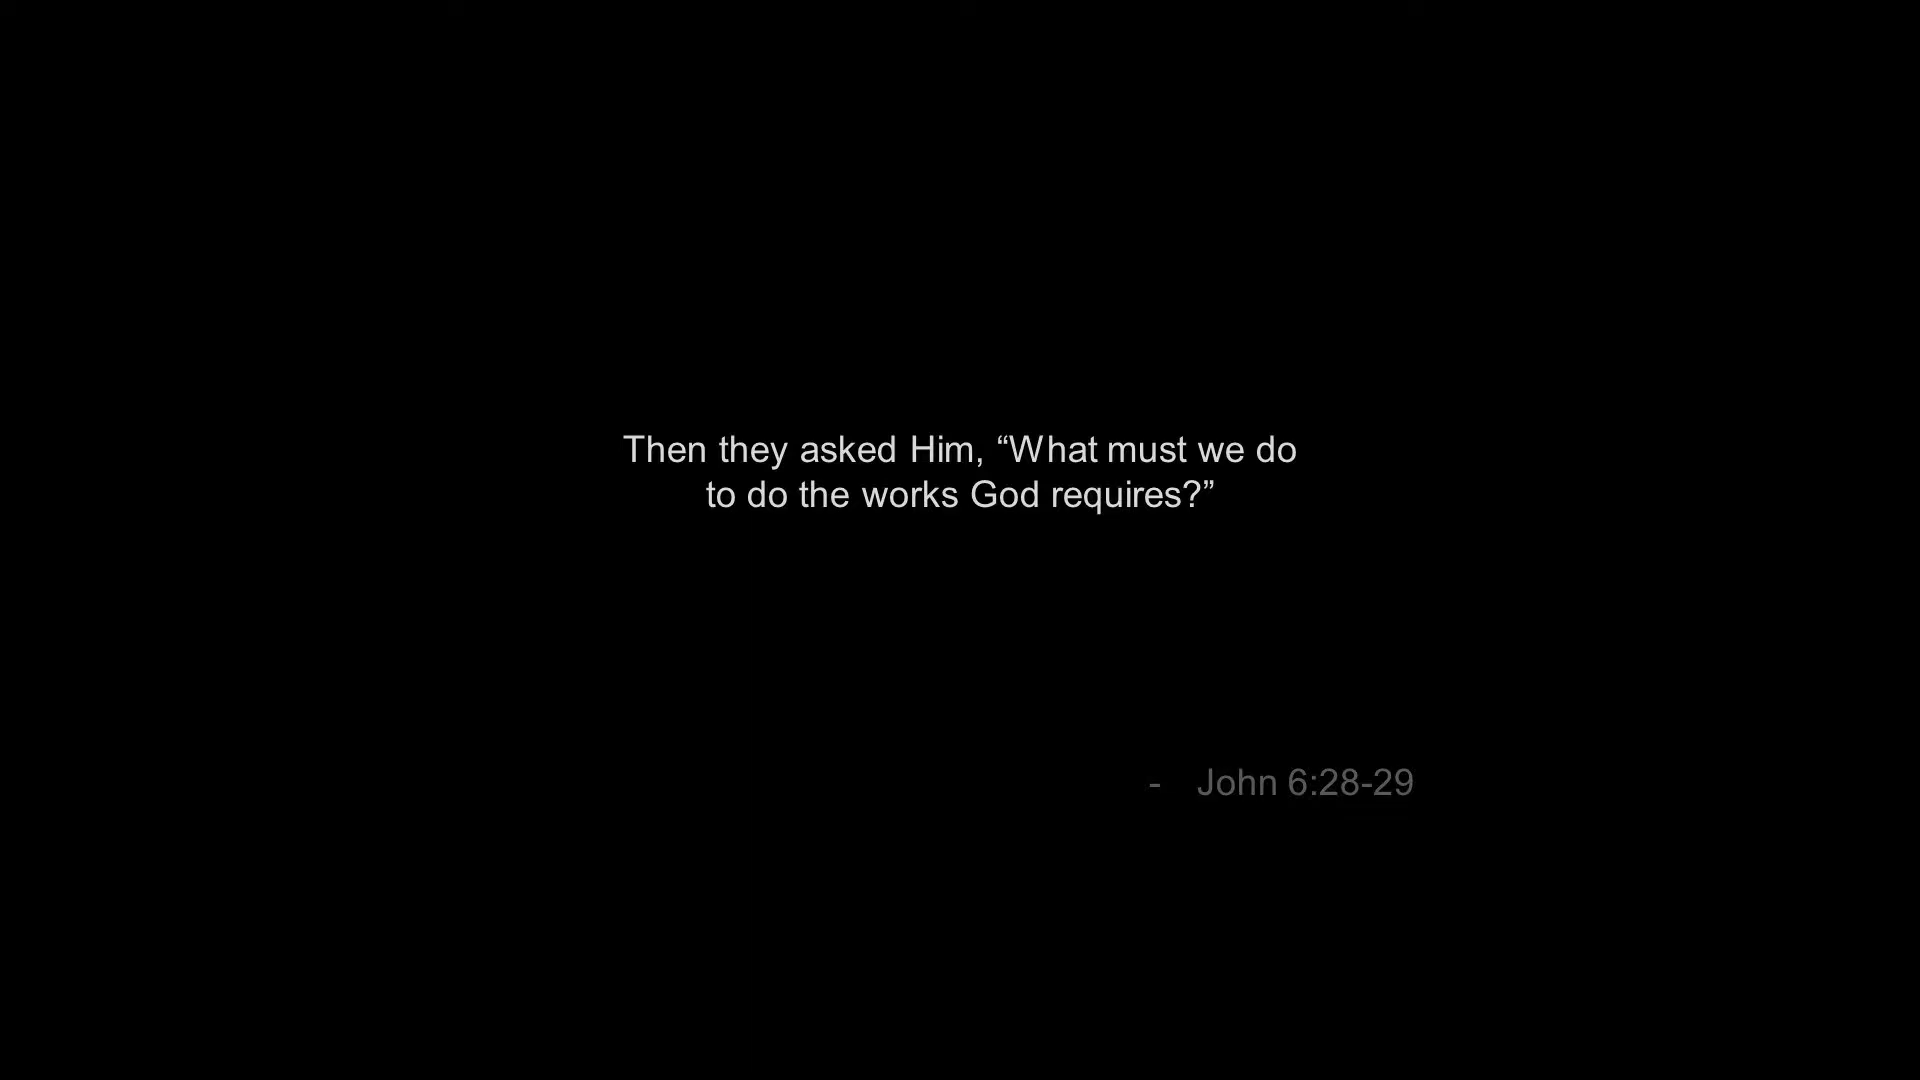 Then they asked Him, “What must we do
to do the works God requires?”
- John 6:28-29